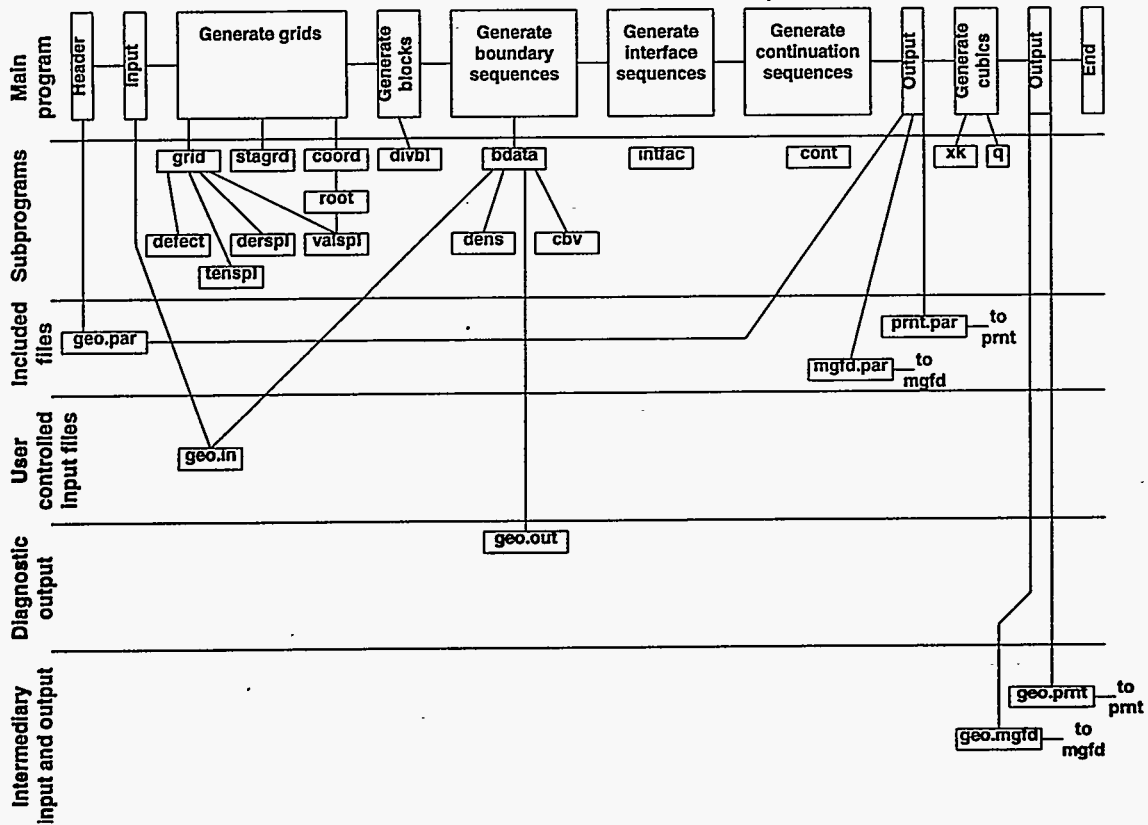 Main
program
Header
Input
Generate grids
Generate
blocks
Generate
boundary
sequences
Generate
interface
sequences
Generate
continuation
sequences
Output
Generate
cubics
Output
End
Subprograms
grid
stagrd
coord
divbl
bdata
intfac
cont
xk
q
root
defect
derspl
valspl
dens
cbv
tenspl
Included
files
geo.par
prnt.par
to
prnt
mgfd.par
to
mgfd
User
controlled
input files
geo.in
Diagnostic
output
geo.out
Intermediary
input and output
geo.prnt
to
prnt
geo.mgfd
to
mgfd